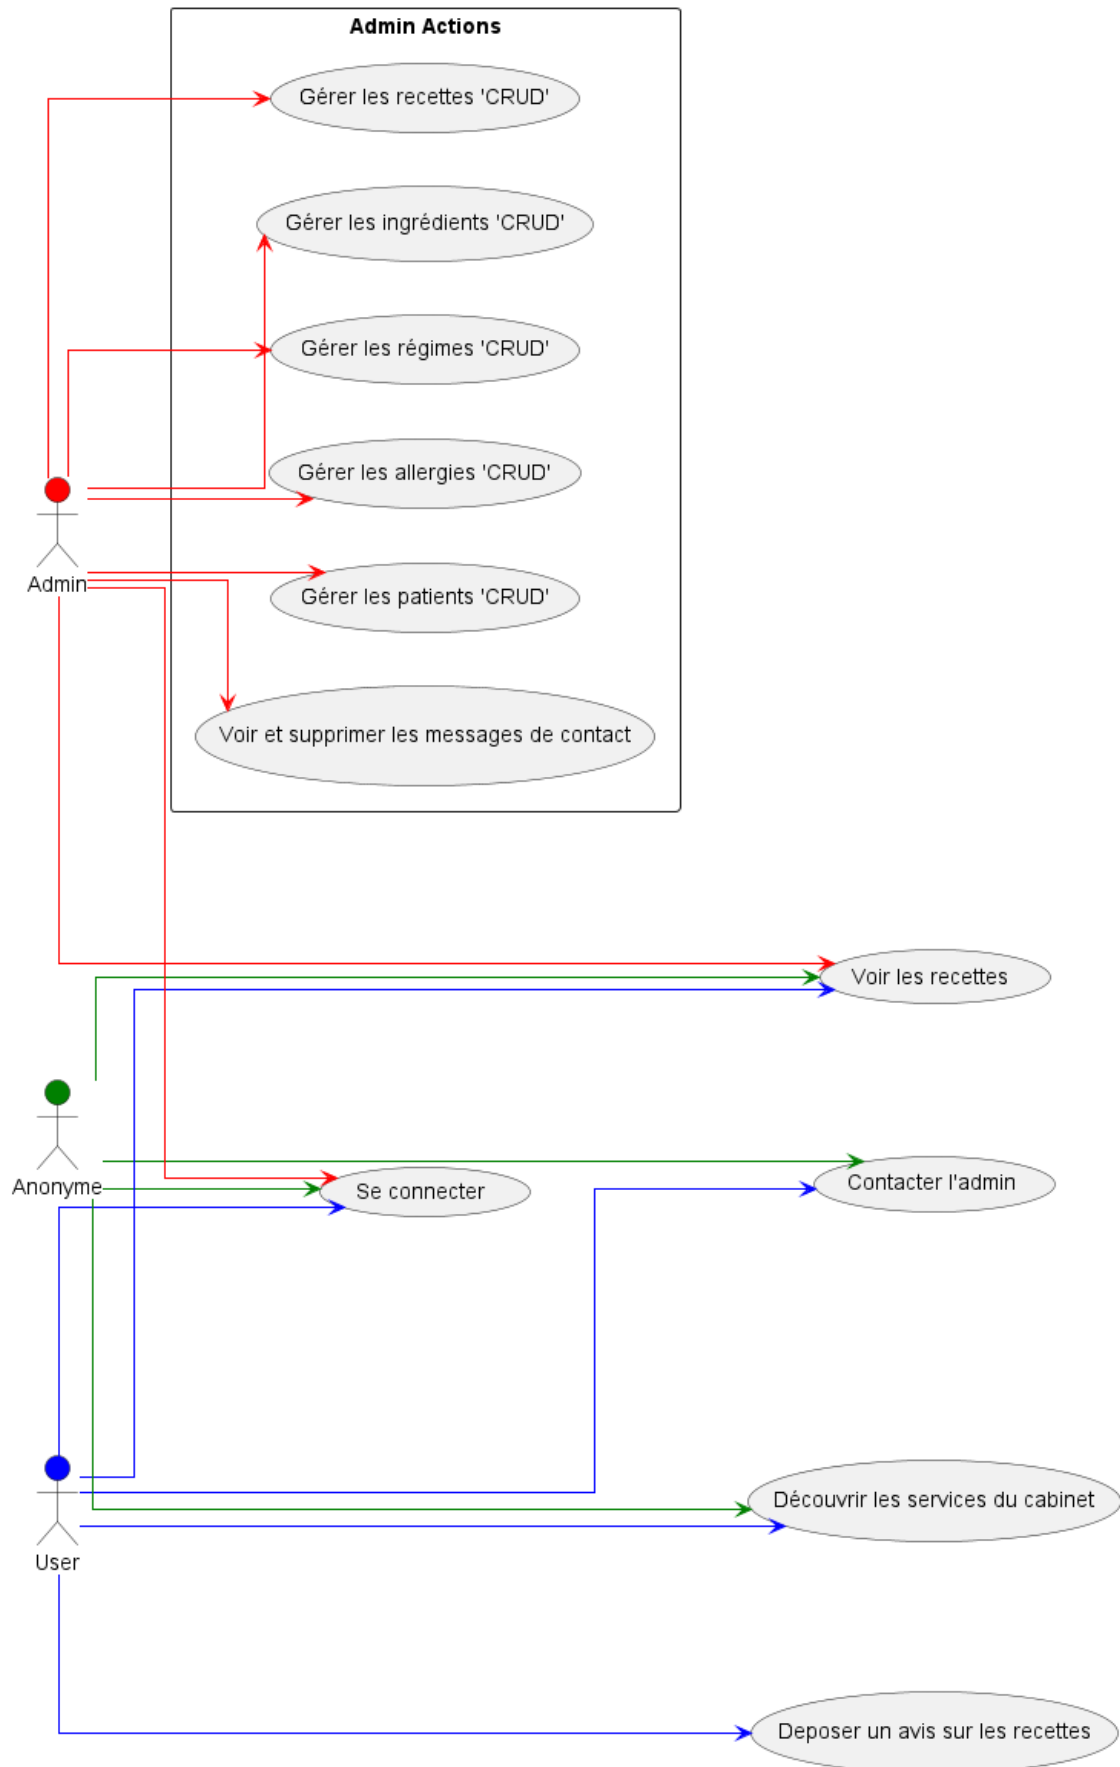 Admin Actions
Gérer les recettes 'CRUD'
Gérer les ingrédients 'CRUD'
Gérer les régimes 'CRUD'
Gérer les allergies 'CRUD'
Admin
Gérer les patients 'CRUD'
Voir et supprimer les messages de contact
Voir les recettes
Anonyme
Se connecter
Contacter l'admin
Découvrir les services du cabinet
User
Deposer un avis sur les recettes